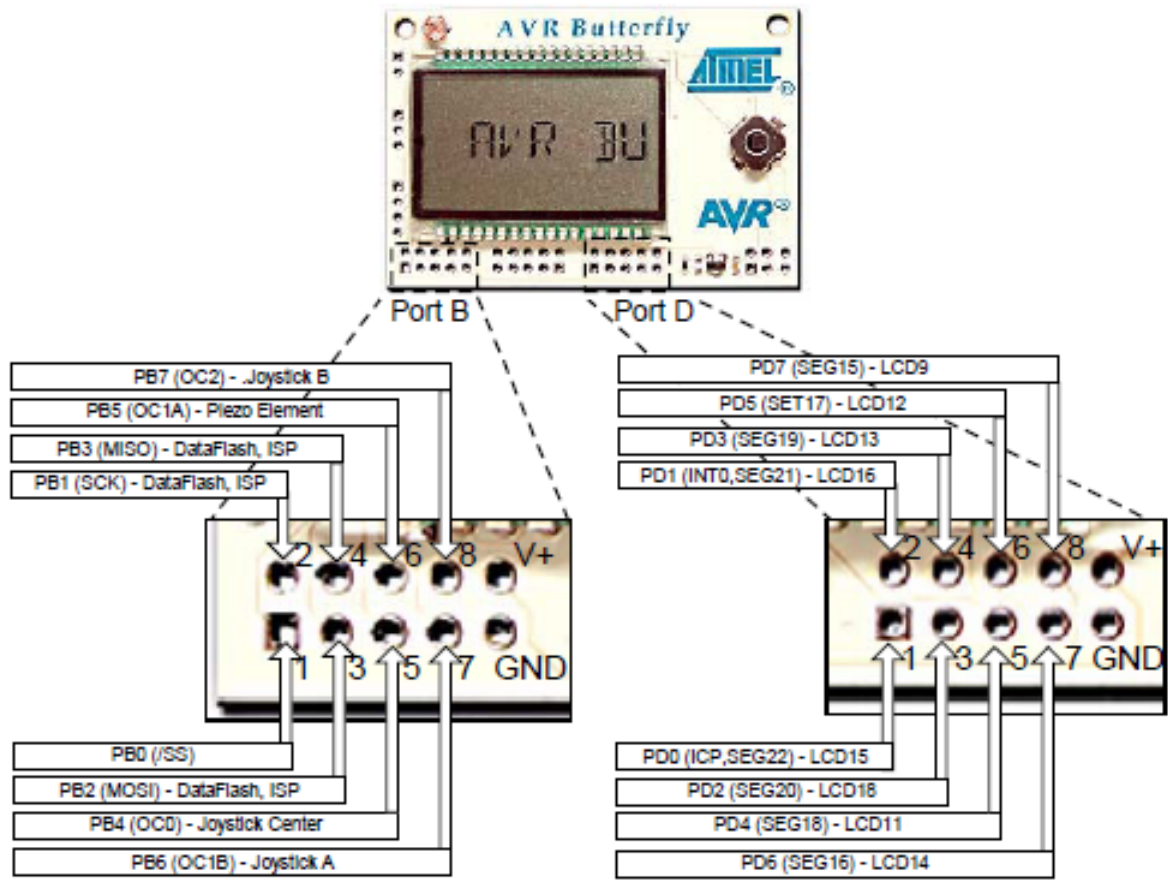 AVR Butterfly
ATMEL
®
AVR BU
AVR®
Port B
Port D
PB7 (OC2) - .Joystick B
PB5 (OC1A) - Piezo Element
PB3 (MISO) - DataFlash, ISP
PB1 (SCK) - DataFlash, ISP
2 4 6 8 V+
1 3 5 7 GND
PB0 (/SS)
PB2 (MOSI) - DataFlash, ISP
PB4 (OC0) - Joystick Center
PB6 (OC1B) - Joystick A
PD7 (SEG15) - LCD9
PD5 (SET17) - LCD12
PD3 (SEG19) - LCD13
PD1 (INT0,SEG21) - LCD16
2 4 6 8 V+
1 3 5 7 GND
PD0 (ICP,SEG22) - LCD15
PD2 (SEG20) - LCD18
PD4 (SEG18) - LCD11
PD6 (SEG16) - LCD14